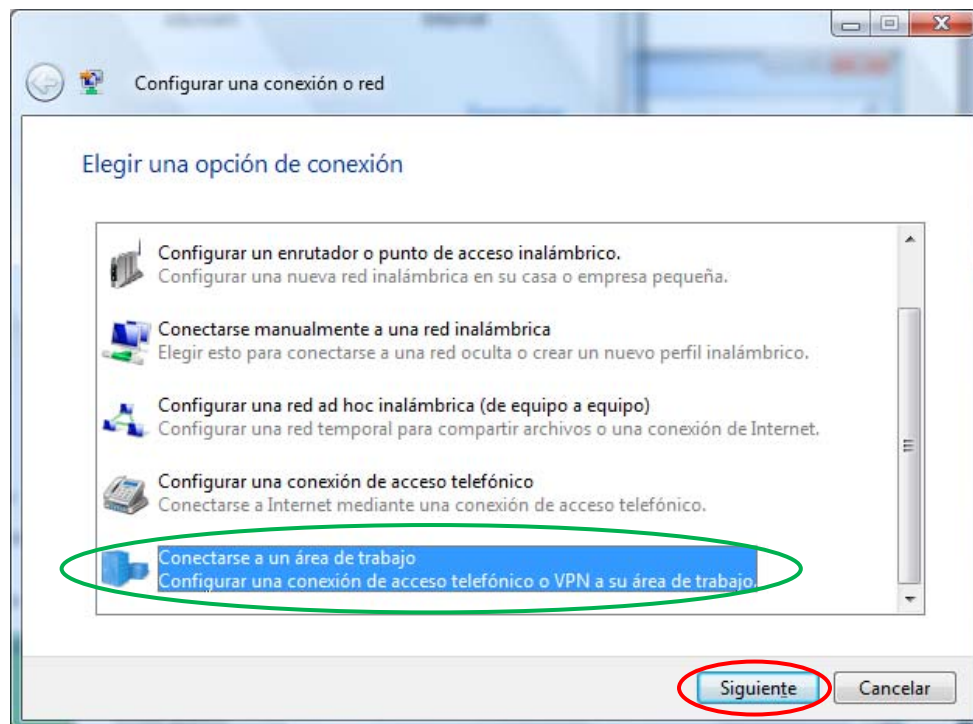 Configurar una conexión o red
Elegir una opción de conexión
Configurar un enrutador o punto de acceso inalámbrico.
Configurar una nueva red inalámbrica en su casa o empresa pequeña.
Conectarse manualmente a una red inalámbrica
Elegir esto para conectarse a una red oculta o crear un nuevo perfil inalámbrico.
Configurar una red ad hoc inalámbrica (de equipo a equipo)
Configurar una red temporal para compartir archivos o una conexión de Internet.
Configurar una conexión de acceso telefónico
Conectarse a Internet mediante una conexión de acceso telefónico.
Conectarse a un área de trabajo
Configurar una conexión de acceso telefónico o VPN a su área de trabajo.
Siguiente Cancelar